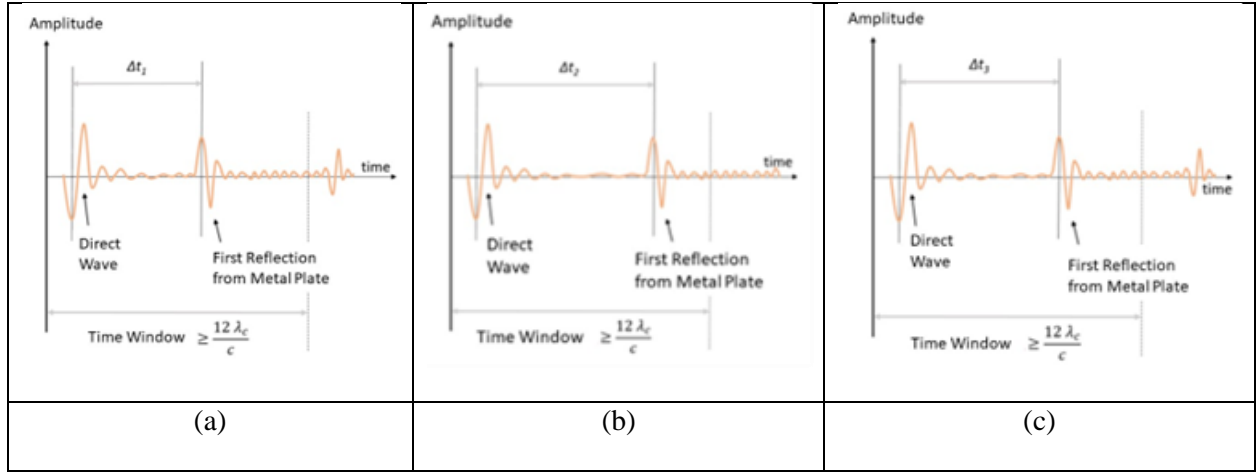 Amplitude
Δt₁
time
Direct
Wave
First Reflection
from Metal Plate
Time Window ≥ 12 λc / c
(a)
Amplitude
Δt₂
time
Direct
Wave
First Reflection
from Metal Plate
Time Window ≥ 12 λc / c
(b)
Amplitude
Δt₃
time
Direct
Wave
First Reflection
from Metal Plate
Time Window ≥ 12 λc / c
(c)